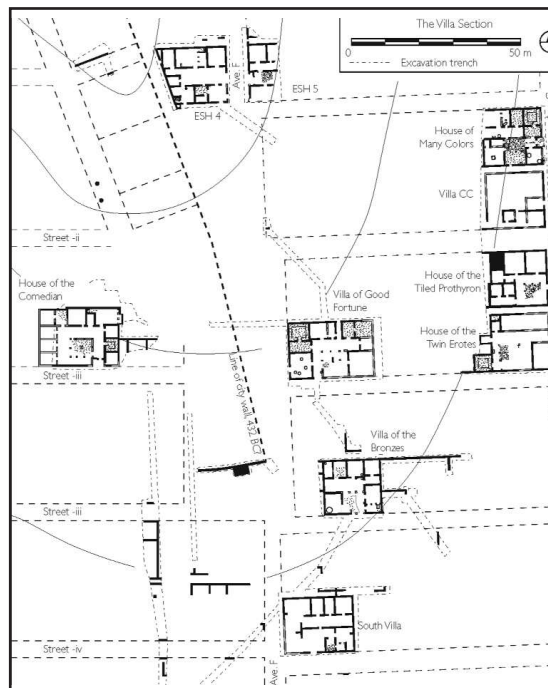 The Villa Section
0
50 m
Excavation trench
Ave. F
ESH 4
ESH 5
House of
Many Colors
Villa CC
Street -ii
House of the
Comedian
House of the
Tiled Prothyron
Villa of Good
Fortune
House of the
Twin Erotes
Street -iii
Line of city wall, 432 BC?
Villa of the
Bronzes
Street -iii
South Villa
Street -iv
Ave. F